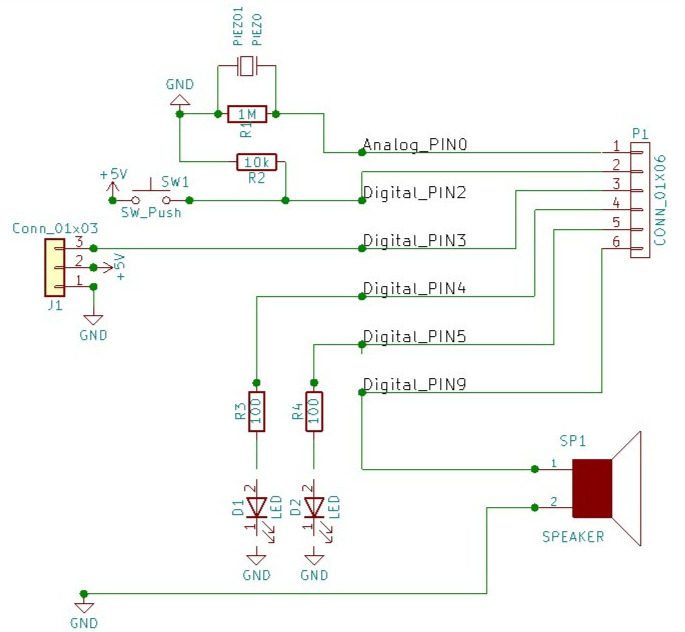 PIEZO1
PIEZO
GND
1M
R1
Analog_PIN0
P1
1
2
3
4
5
6
CONN_01X06
10k
R2
+5V
SW1
SW_Push
Digital_PIN2
Conn_01x03
3
2
1
+5V
J1
GND
Digital_PIN3
Digital_PIN4
Digital_PIN5
Digital_PIN9
R3
100
R4
100
SP1
1
2
SPEAKER
D1
2
1
LED
D2
2
1
LED
GND
GND
GND